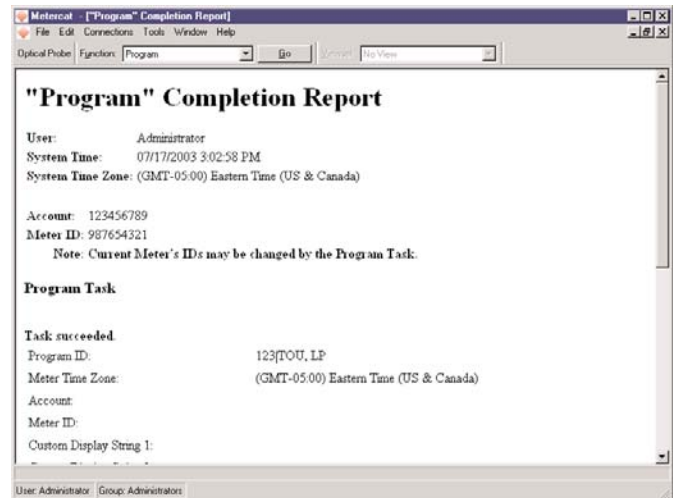 Metercat - ["Program" Completion Report]
File Edit Connections Tools Window Help
Optical Probe Function: Program Go No View
"Program" Completion Report
User: Administrator
System Time: 07/17/2003 3:02:58 PM
System Time Zone: (GMT-05:00) Eastern Time (US & Canada)
Account: 123456789
Meter ID: 987654321
Note: Current Meter's IDs may be changed by the Program Task.
Program Task
Task succeeded.
Program ID: 123|TOU, LP
Meter Time Zone: (GMT-05:00) Eastern Time (US & Canada)
Account:
Meter ID:
Custom Display String 1:
User: Administrator Group: Administrators